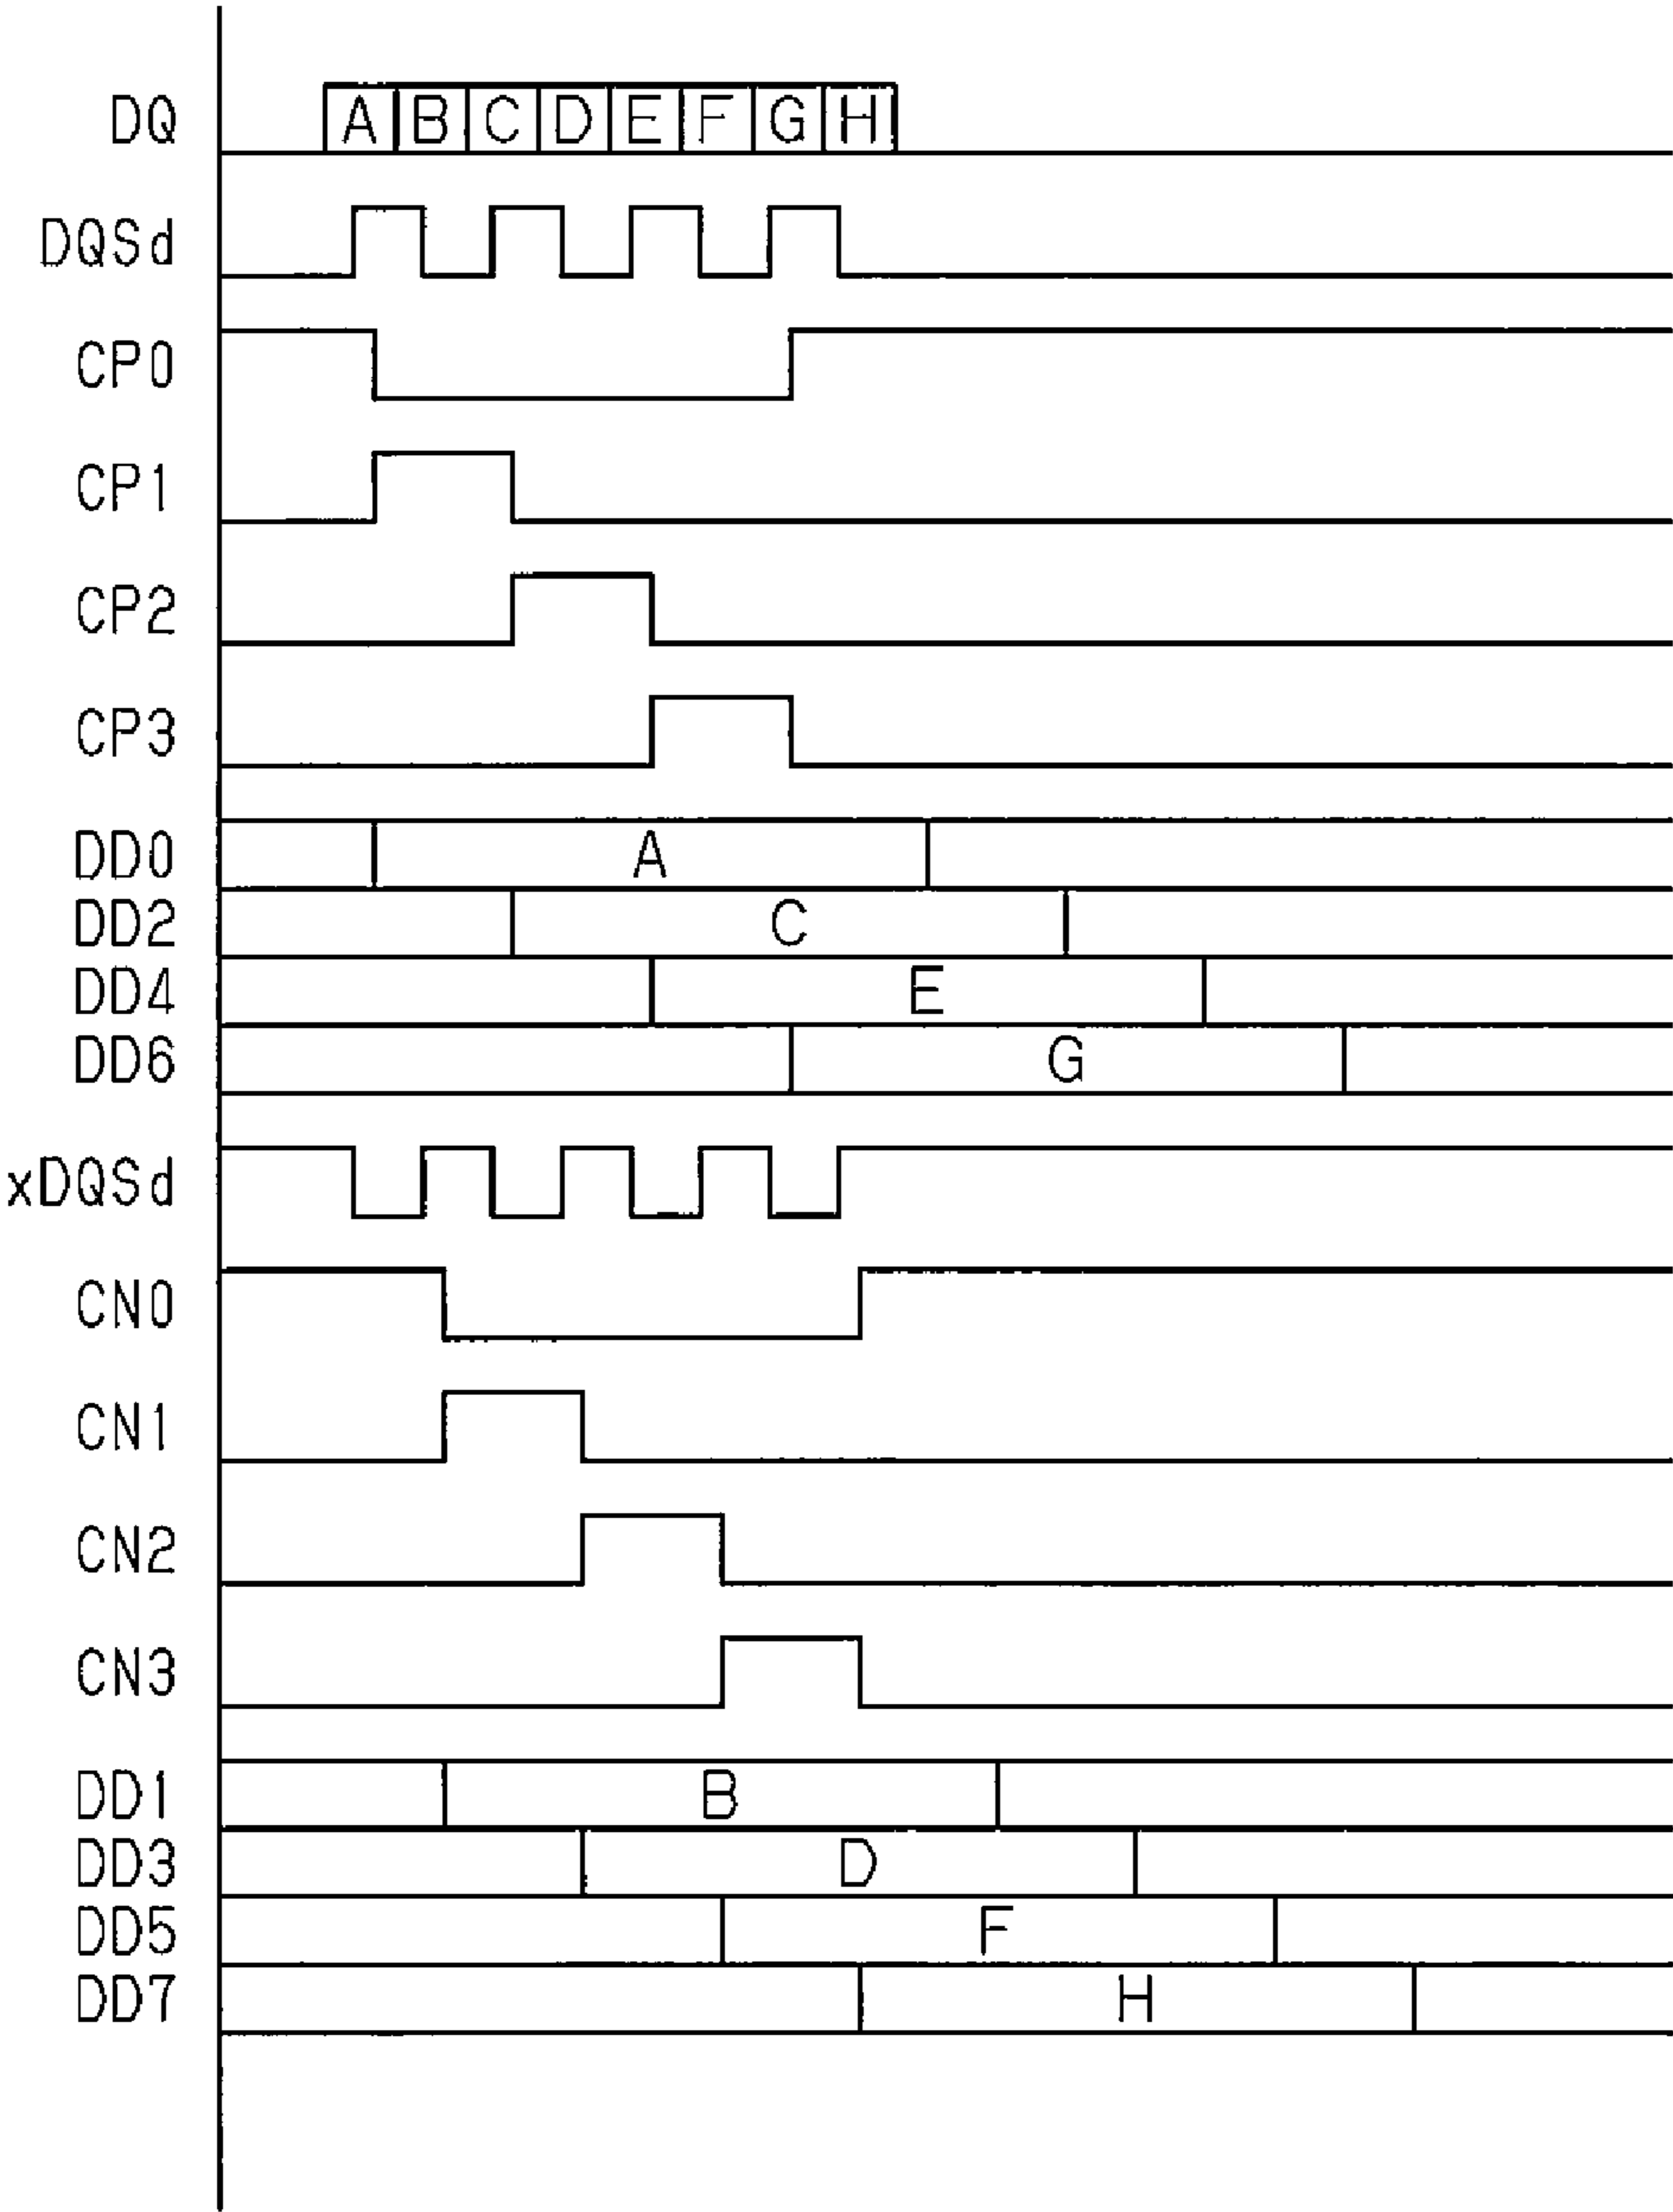 DQ A B C D E F G H
DQSd
CP0
CP1
CP2
CP3
DD0 A
DD2 C
DD4 E
DD6 G
xDQSd
CN0
CN1
CN2
CN3
DD1 B
DD3 D
DD5 F
DD7 H